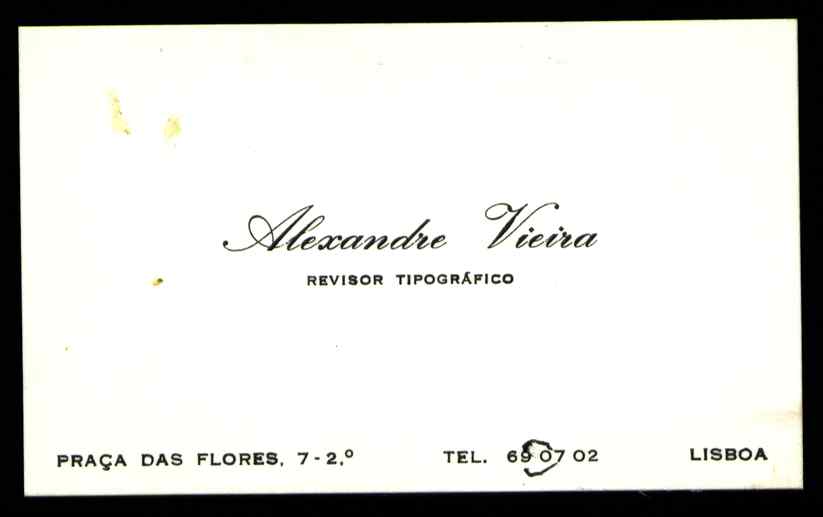 Alexandre Vieira
REVISOR TIPOGRÁFICO
PRAÇA DAS FLORES, 7-2.º TEL. 69 07 02 LISBOA